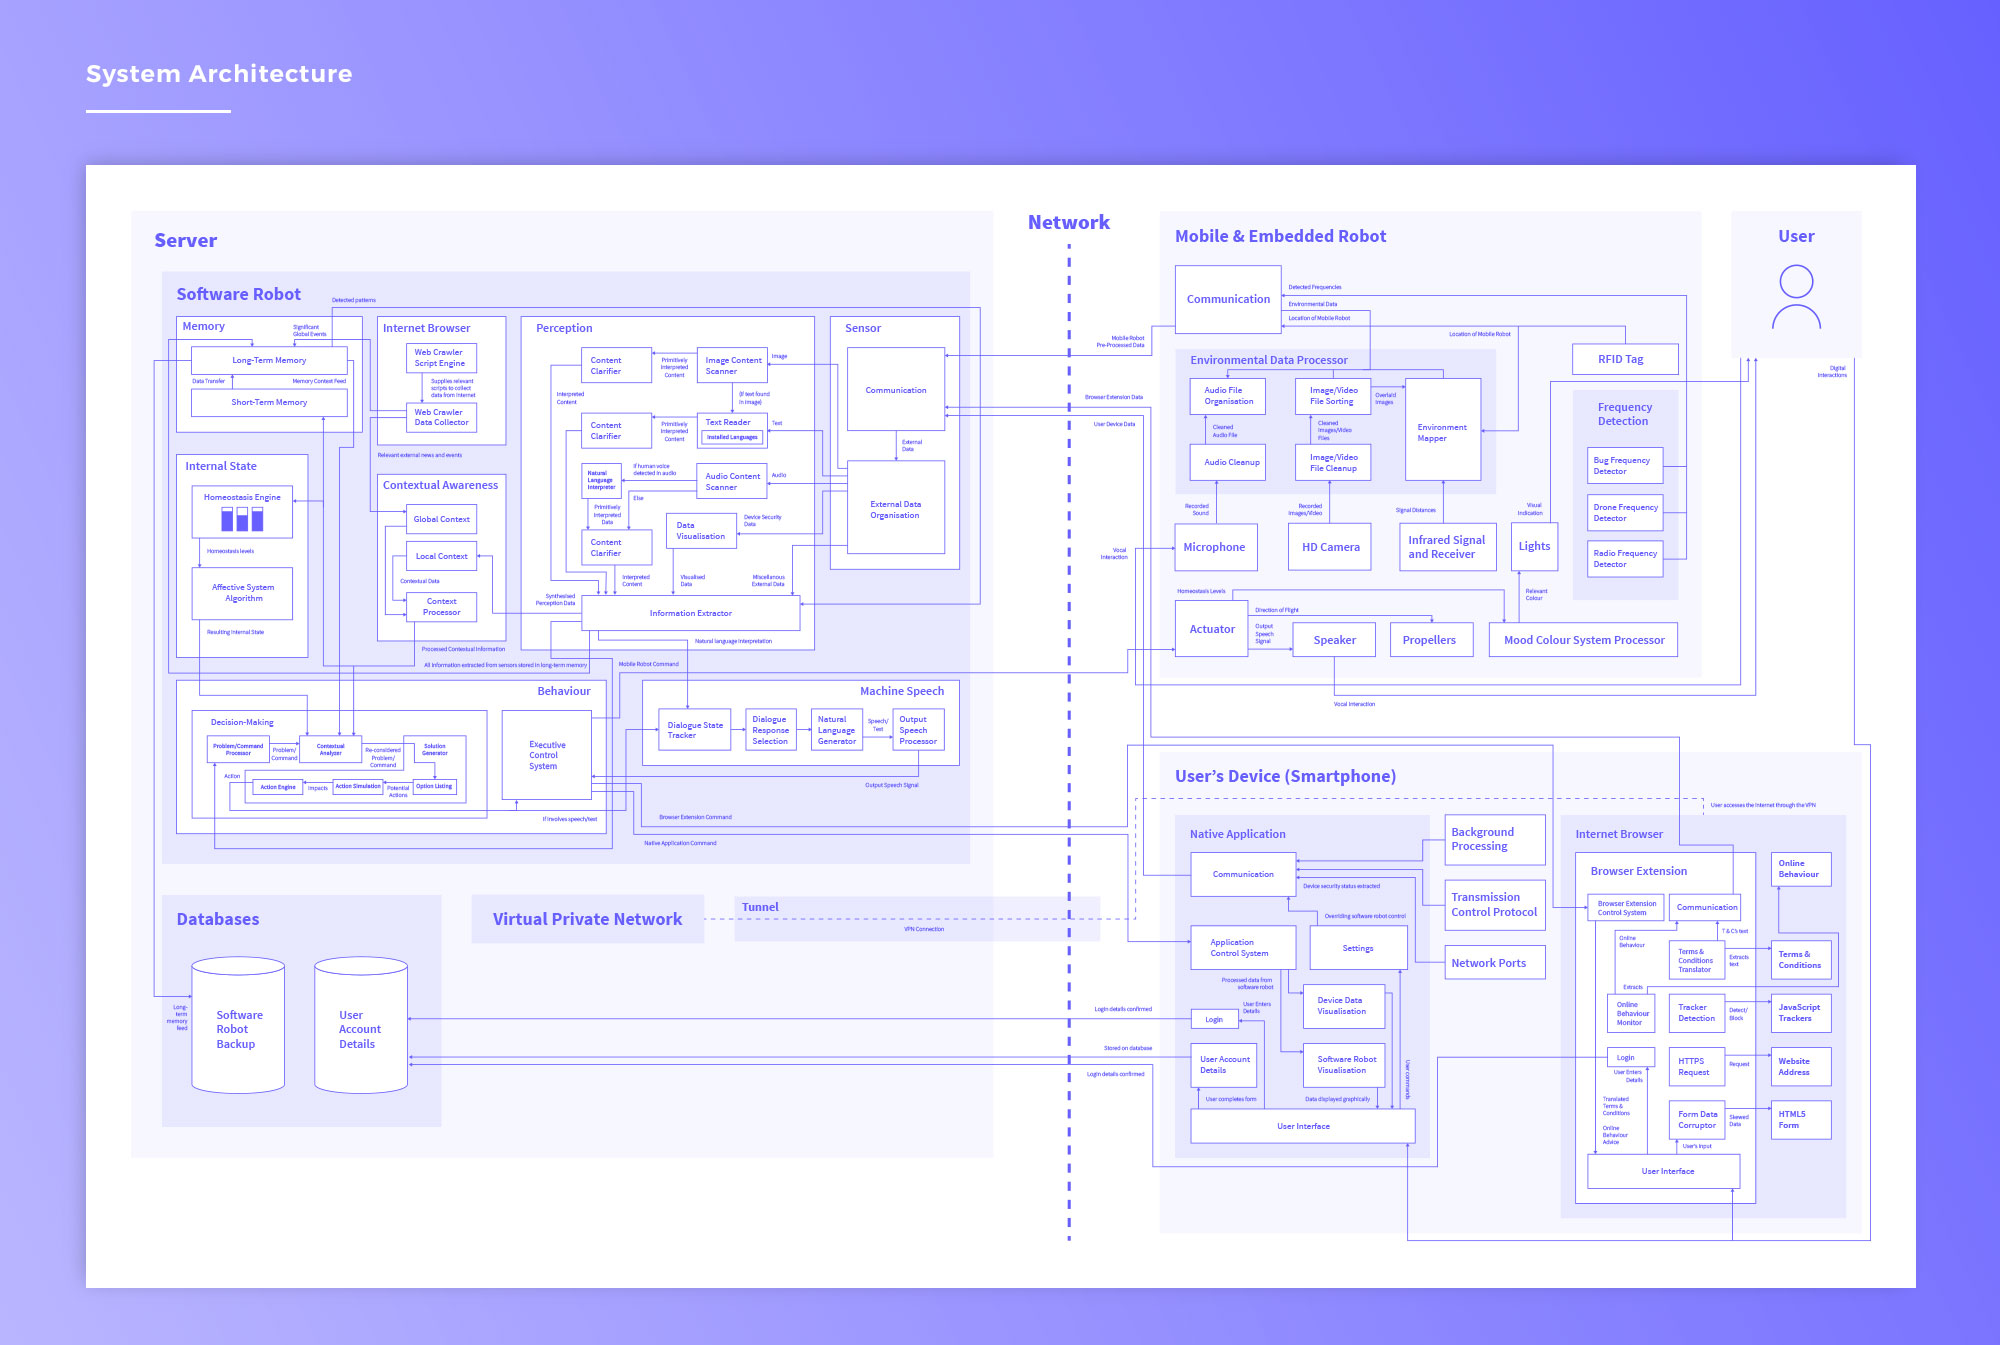 System Architecture
Server
Network
Mobile & Embedded Robot
User
Software Robot
Detected patterns
Memory
Significant
Global Events
Long-Term Memory
Data Transfer
Memory Context Feed
Short-Term Memory
Internet Browser
Web Crawler
Script Engine
Supplies relevant
scripts to collect
data from Internet
Web Crawler
Data Collector
Relevant external news and events
Internal State
Homeostasis Engine
Homeostasis levels
Affective System
Algorithm
Resulting Internal State
Contextual Awareness
Global Context
Local Context
Contextual Data
Context
Processor
Processed Contextual Information
All information extracted from sensors stored in long-term memory
Perception
Content
Clarifier
Primitively
Interpreted
Content
Image Content
Scanner
Image
Interpreted
Content
(If text found
in image)
Content
Clarifier
Primitively
Interpreted
Content
Text Reader
Installed Languages
Text
Natural
Language
Interpreter
If human voice
detected in audio
Audio Content
Scanner
Audio
Else
Primitively
Interpreted
Data
Data
Visualisation
Device Security
Data
Content
Clarifier
Interpreted
Content
Visualised
Data
Miscellanous
External Data
Synthesised
Perception Data
Information Extractor
Natural language interpretation
Sensor
Communication
External
Data
External Data
Organisation
Mobile Robot Command
Behaviour
Decision-Making
Problem/Command
Processor
Problem/
Command
Contextual
Analyzer
Re-considered
Problem/
Command
Solution
Generator
Action
Action Engine
Impacts
Action Simulation
Potential
Actions
Option Listing
Executive
Control
System
If involves speech/text
Machine Speech
Dialogue State
Tracker
Dialogue
Response
Selection
Natural
Language
Generator
Speech/
Text
Output
Speech
Processor
Output Speech Signal
Browser Extension Command
Native Application Command
Databases
Long-
term
memory
feed
Software
Robot
Backup
User
Account
Details
Virtual Private Network
Tunnel
VPN Connection
Mobile Robot
Pre-Processed Data
Browser Extension Data
User Device Data
Vocal
Interaction
Login details confirmed
Stored on database
Login details confirmed
Communication
Detected Frequencies
Environmental Data
Location of Mobile Robot
Location of Mobile Robot
RFID Tag
Environmental Data Processor
Audio File
Organisation
Image/Video
File Sorting
Overlaid
Images
Environment
Mapper
Cleaned
Audio File
Cleaned
Images/Video
Files
Audio Cleanup
Image/Video
File Cleanup
Frequency
Detection
Bug Frequency
Detector
Drone Frequency
Detector
Radio Frequency
Detector
Recorded
Sound
Recorded
Images/Video
Signal Distances
Visual
Indication
Microphone
HD Camera
Infrared Signal
and Receiver
Lights
Homeostasis Levels
Relevant
Colour
Actuator
Direction of Flight
Output
Speech
Signal
Speaker
Propellers
Mood Colour System Processor
Vocal Interaction
Digital
Interactions
User's Device (Smartphone)
User accesses the Internet through the VPN
Native Application
Communication
Device security status extracted
Overriding software robot control
Application
Control System
Settings
Processed data from
software robot
Device Data
Visualisation
User Enters
Details
Login
User Account
Details
Software Robot
Visualisation
User commands
User completes form
Data displayed graphically
User Interface
Background
Processing
Transmission
Control Protocol
Network Ports
Internet Browser
Browser Extension
Browser Extension
Control System
Communication
Online
Behaviour
T & C's text
Online
Behaviour
Terms &
Conditions
Translator
Extracts
text
Terms &
Conditions
Extracts
Online
Behaviour
Monitor
Tracker
Detection
Detect/
Block
JavaScript
Trackers
Login
User Enters
Details
HTTPS
Request
Request
Website
Address
Translated
Terms &
Conditions
Online
Behaviour
Advice
Form Data
Corruptor
Skewed
Data
HTML5
Form
User's input
User Interface